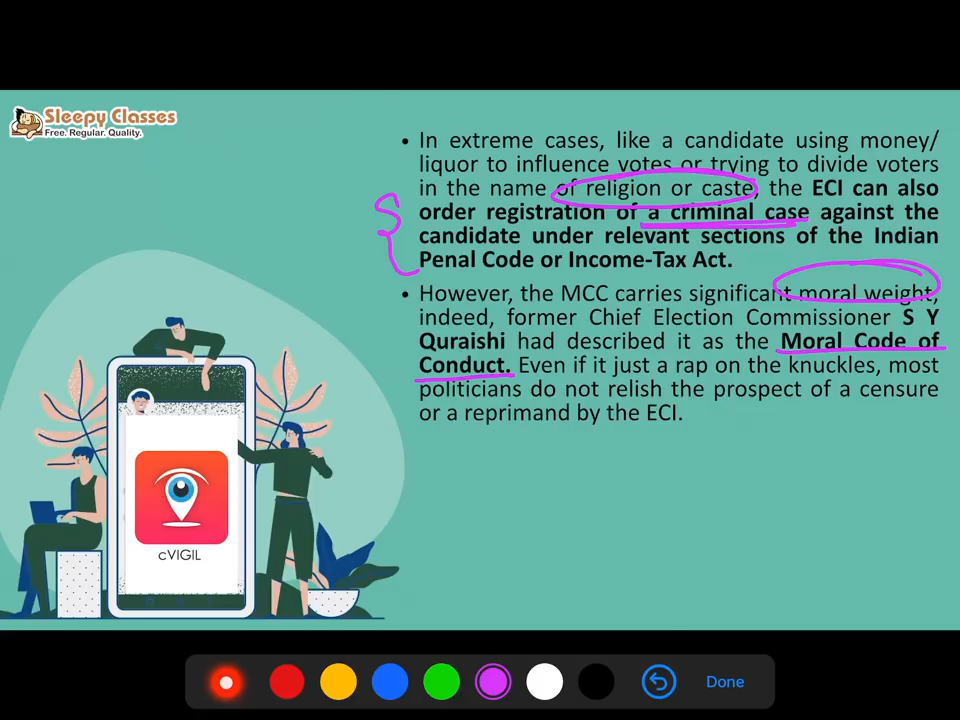 Sleepy Classes
Free. Regular. Quality.
• In extreme cases, like a candidate using money/
liquor to influence votes or trying to divide voters
in the name of religion or caste, the ECI can also
order registration of a criminal case against the
candidate under relevant sections of the Indian
Penal Code or Income-Tax Act.
• However, the MCC carries significant moral weight,
indeed, former Chief Election Commissioner S Y
Quraishi had described it as the Moral Code of
Conduct. Even if it just a rap on the knuckles, most
politicians do not relish the prospect of a censure
or a reprimand by the ECI.
cVIGIL
Done